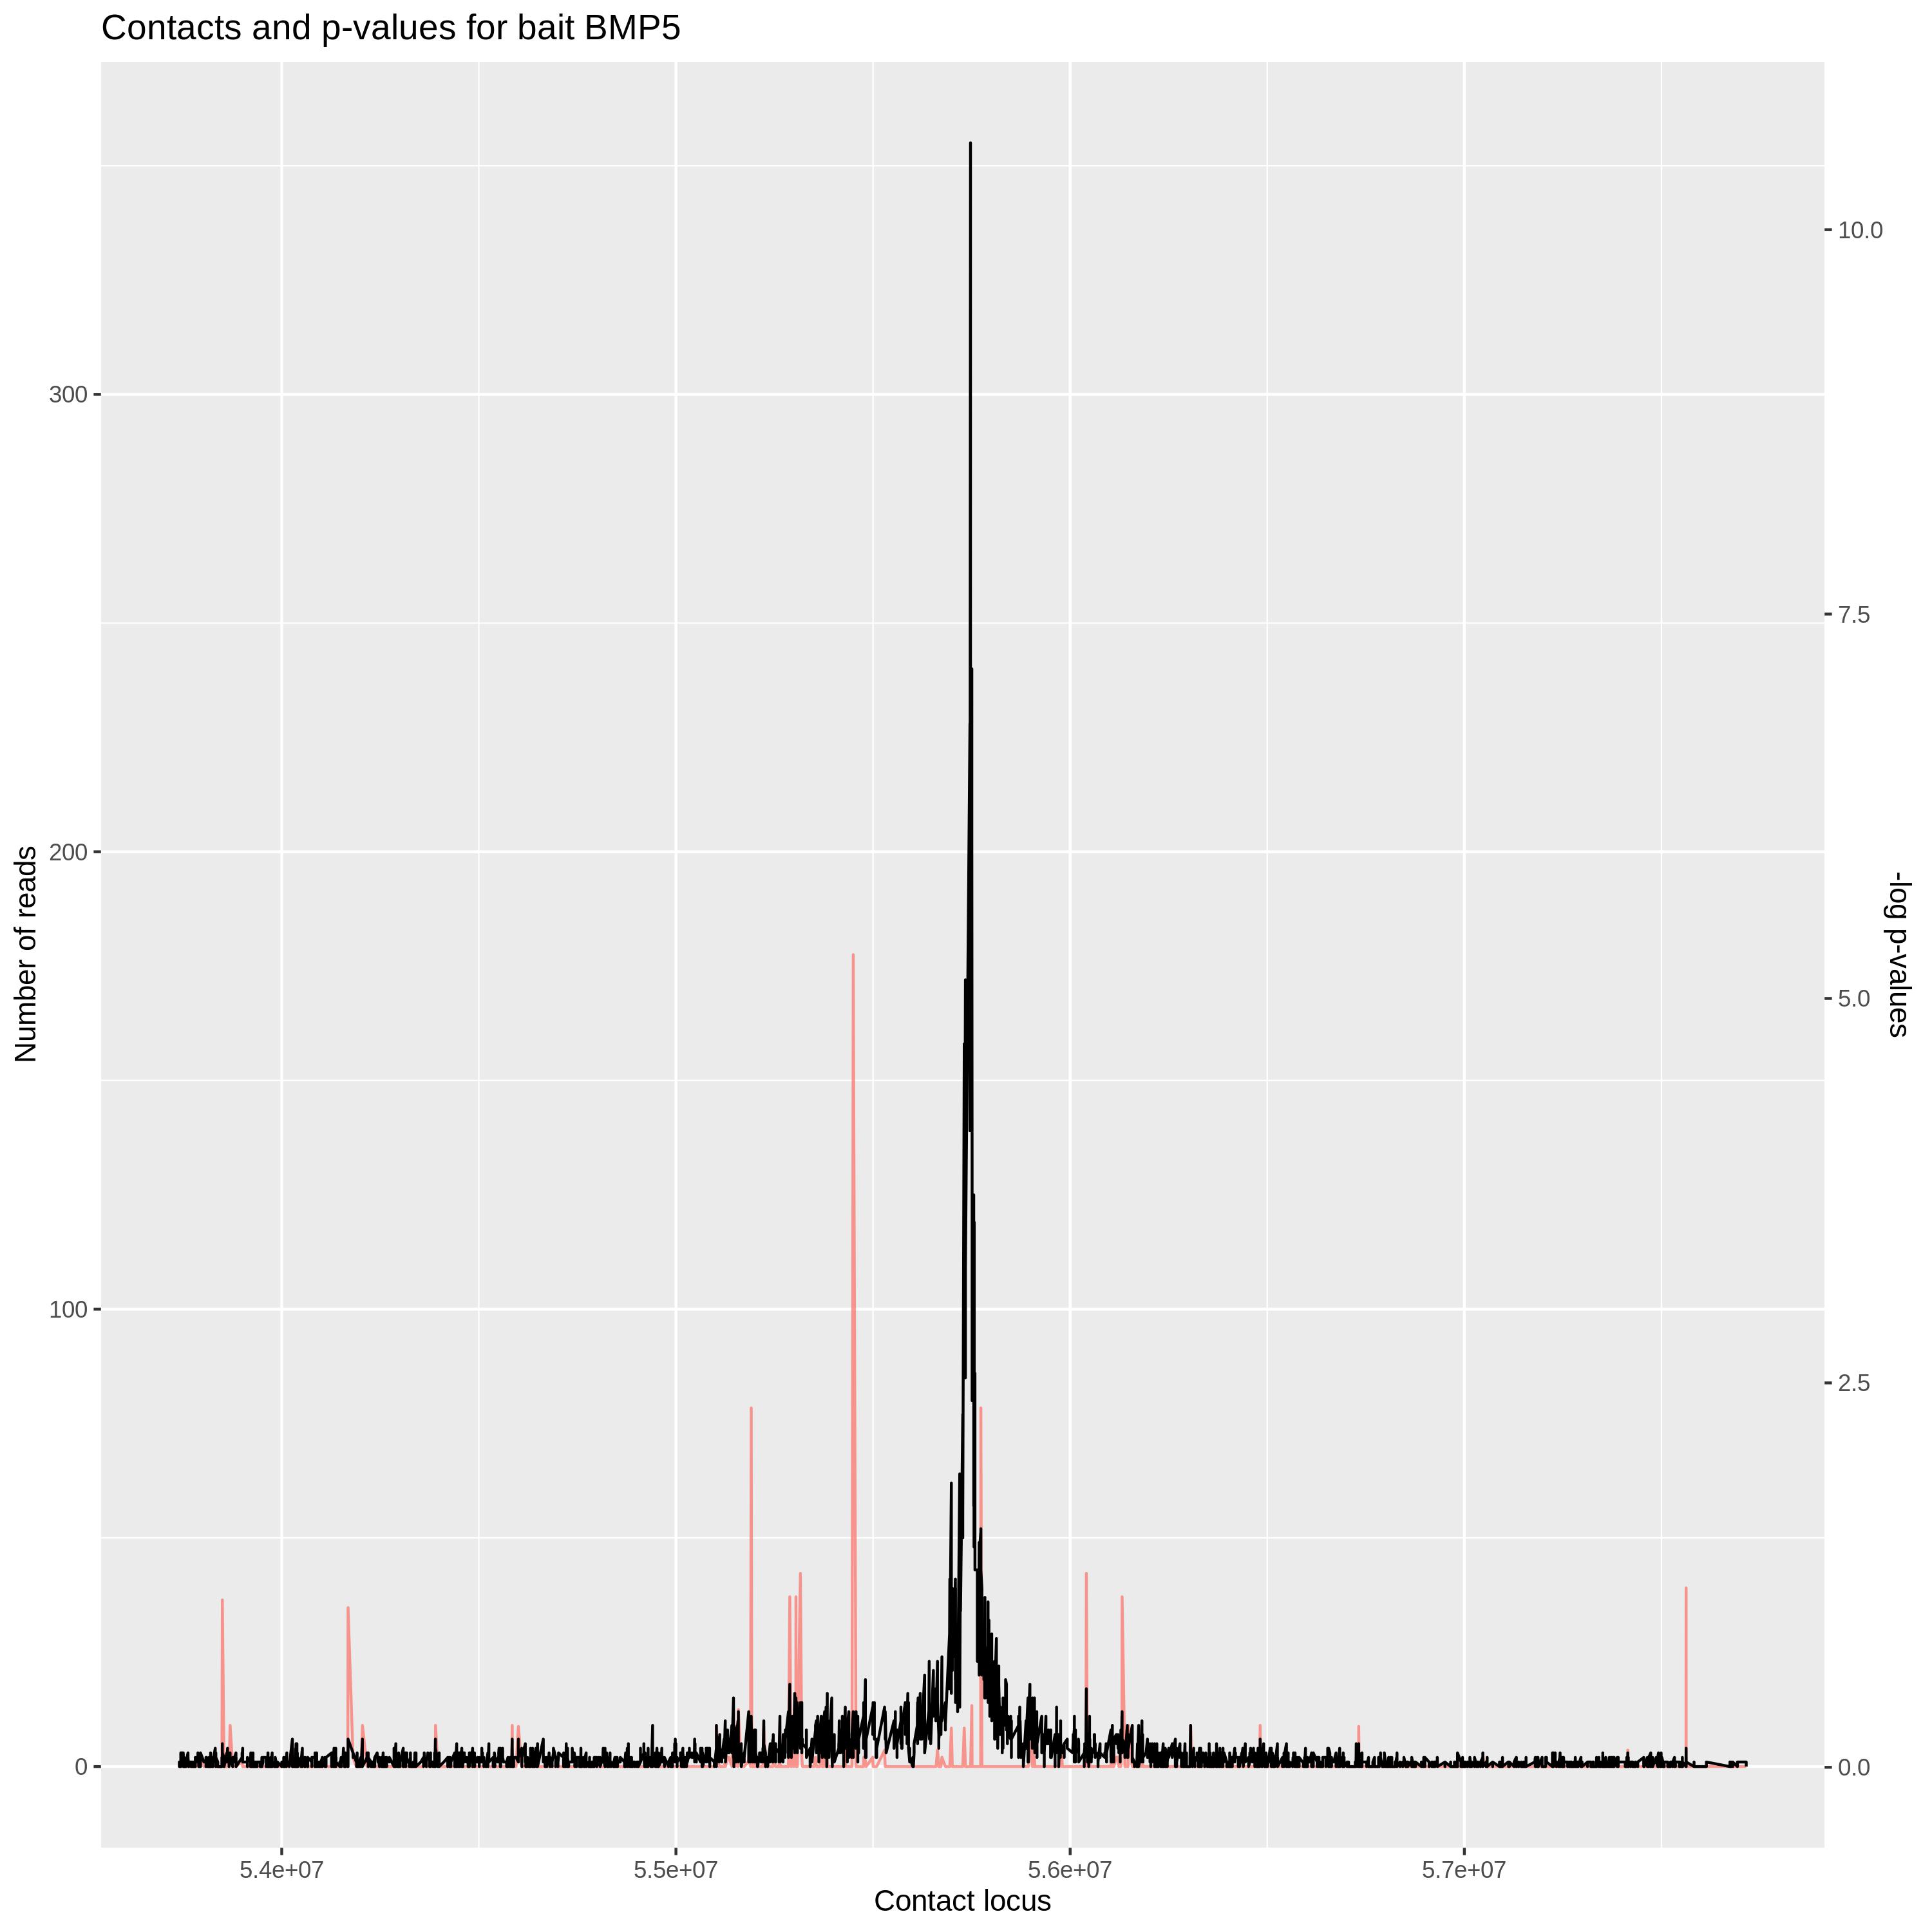 Contacts and p-values for bait BMP5
Number of reads
300
200
100
0
10.0
7.5
5.0
2.5
0.0
-log p-values
5.4e+07 5.5e+07 5.6e+07 5.7e+07
Contact locus